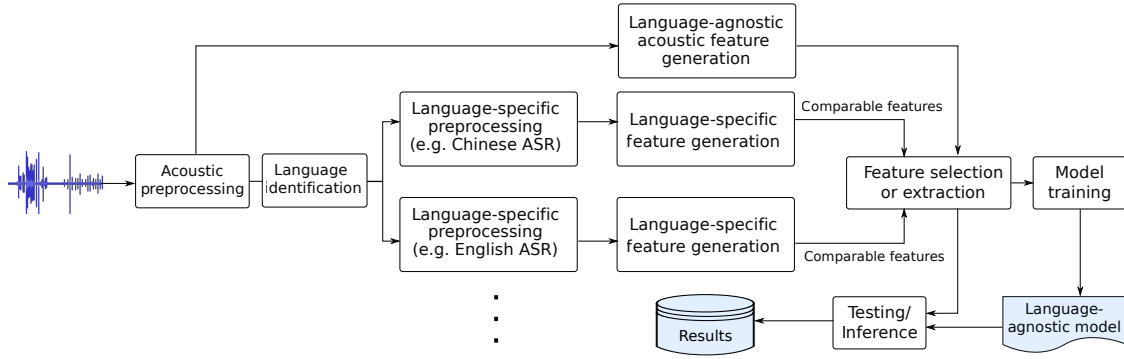 Language-agnostic
acoustic feature
generation
Language-specific
preprocessing
(e.g. Chinese ASR)
Language-specific
feature generation
Comparable features
Acoustic
preprocessing
Language
identification
Feature selection
or extraction
Model
training
Language-specific
preprocessing
(e.g. English ASR)
Language-specific
feature generation
Comparable features
Results
Testing/
Inference
Language-
agnostic model